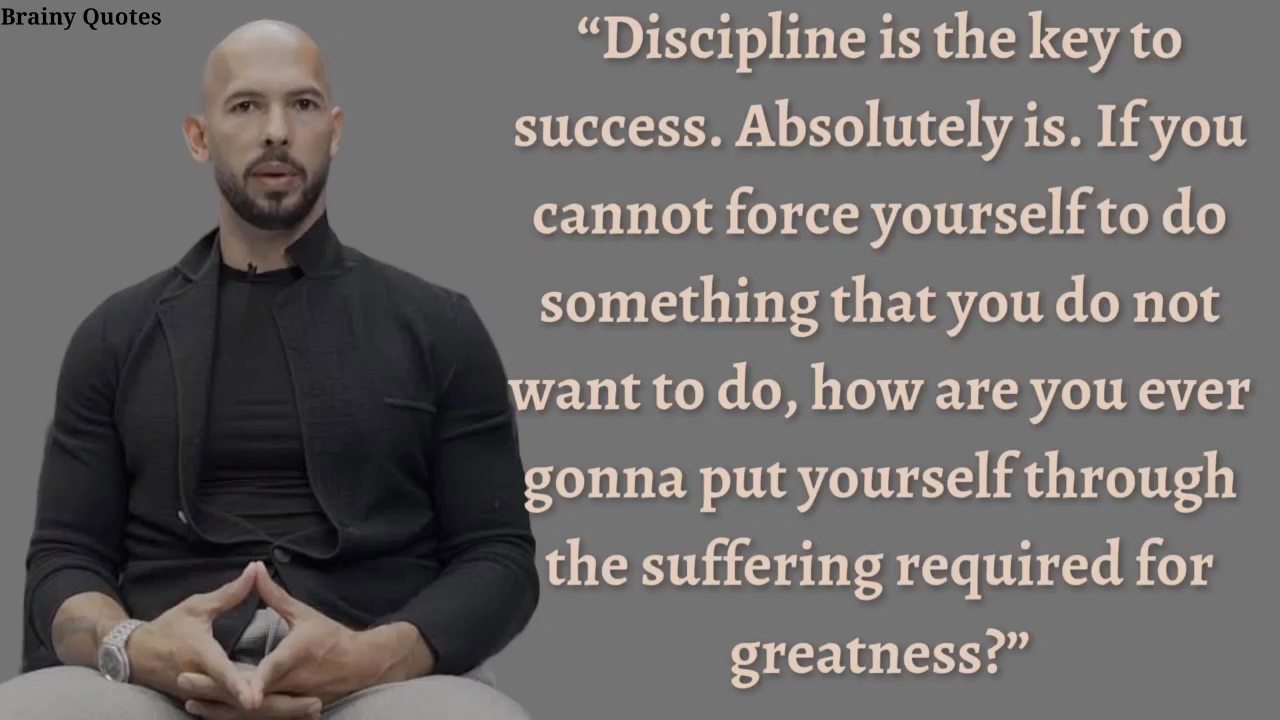 Brainy Quotes
“Discipline is the key to
success. Absolutely is. If you
cannot force yourself to do
something that you do not
want to do, how are you ever
gonna put yourself through
the suffering required for
greatness?”